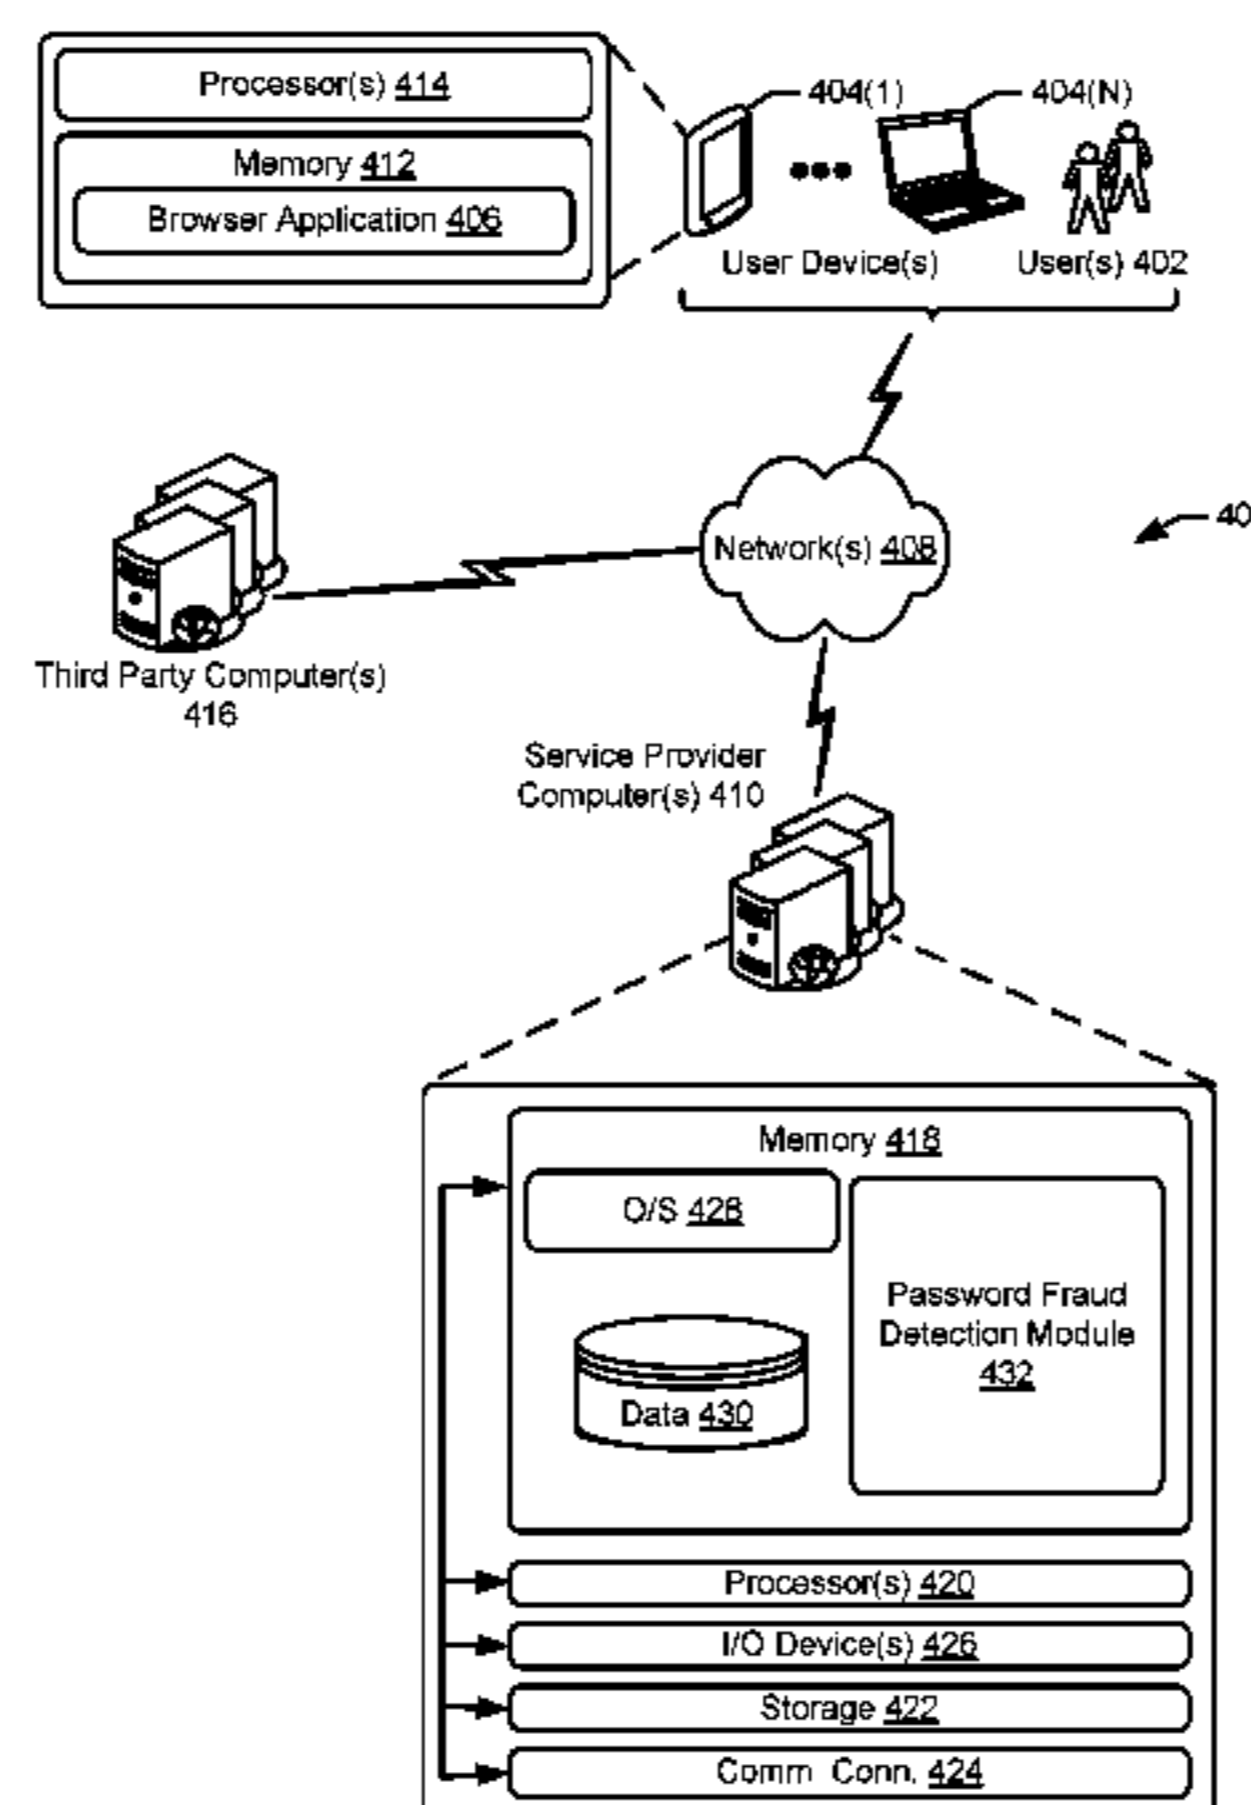 Processor(s) 414
Memory 412
Browser Application 406
404(1)
404(N)
User Device(s)
User(s) 402
Network(s) 408
40
Third Party Computer(s)
416
Service Provider
Computer(s) 410
Memory 418
O/S 428
Data 430
Password Fraud
Detection Module
432
Processor(s) 420
I/O Device(s) 426
Storage 422
Comm Conn. 424